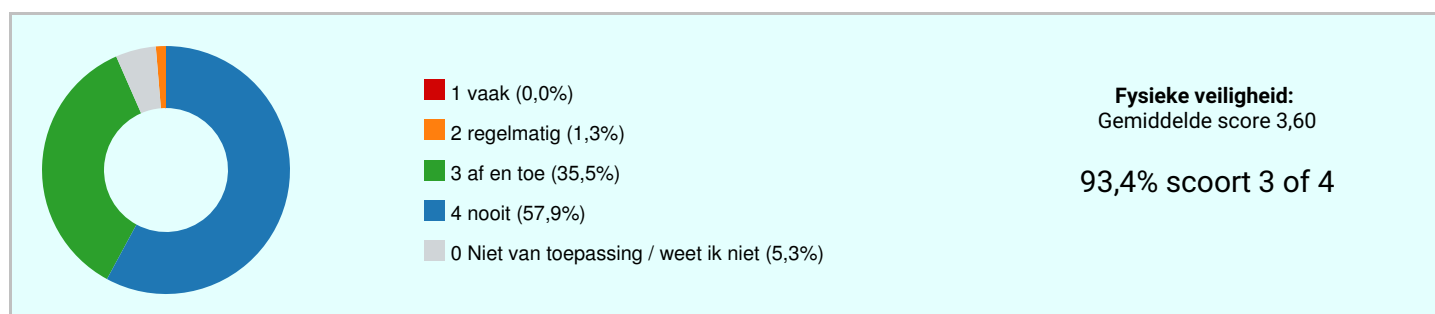 1 vaak (0,0%)
2 regelmatig (1,3%)
3 af en toe (35,5%)
4 nooit (57,9%)
0 Niet van toepassing / weet ik niet (5,3%)
Fysieke veiligheid:
Gemiddelde score 3,60
93,4% scoort 3 of 4